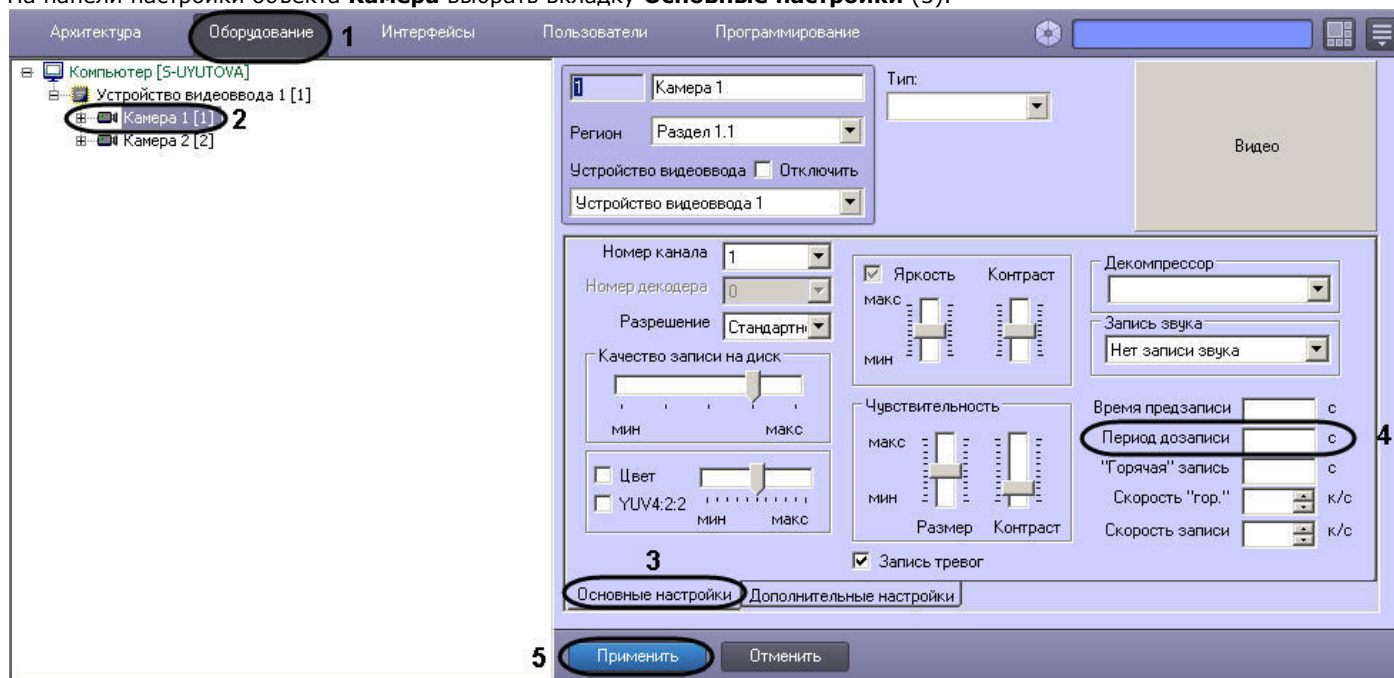 На панели настройки объекта Камера выбрать вкладку Основные настройки (3).
Архитектура Оборудование 1 Интерфейсы Пользователи Программирование
Компьютер [S-UYUTOVA]
Устройство видеоввода 1 [1]
Камера 1 [1] 2
Камера 2 [2]
1 Камера 1
Тип:
Регион Раздел 1.1
Устройство видеоввода Отключить
Устройство видеоввода 1
Видео
Номер канала 1
Номер декодера 0
Разрешение Стандартн
Качество записи на диск
мин макс
Цвет
YUV4:2:2
мин макс
Яркость Контраст
макс
мин
Чувствительность
макс
мин
Размер Контраст
Запись тревог
Декомпрессор
Запись звука
Нет записи звука
Время предзаписи с
Период дозаписи с 4
"Горячая" запись с
Скорость "гор." к/с
Скорость записи к/с
3
Основные настройки Дополнительные настройки
5 Применить Отменить